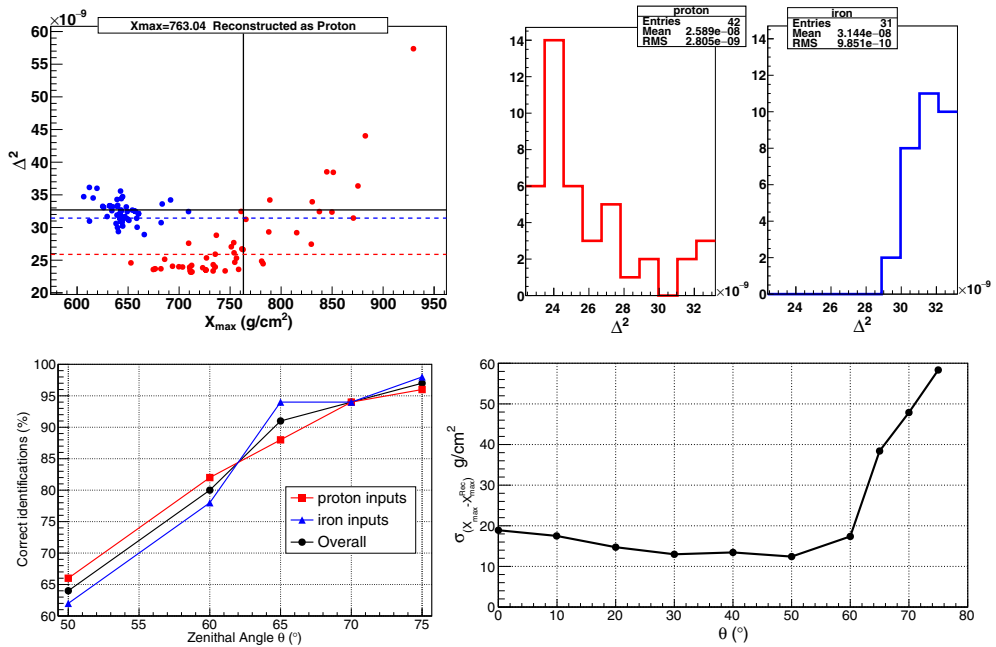 ×10⁻⁹
Xmax=763.04 Reconstructed as Proton
60
55
50
45
40
35
30
25
20
Δ²
600 650 700 750 800 850 900 950
X_max (g/cm²)
proton
Entries 42
Mean 2.589e−08
RMS 2.805e−09
14
12
10
8
6
4
2
0
24 26 28 30 32 ×10⁻⁹
Δ²
iron
Entries 31
Mean 3.144e−08
RMS 9.851e−10
14
12
10
8
6
4
2
0
24 26 28 30 32 ×10⁻⁹
Δ²
100
95
90
85
80
75
70
65
60
Correct identifications (%)
proton inputs
iron inputs
Overall
50 55 60 65 70 75
Zenithal Angle θ (°)
60
50
40
30
20
10
0
σ_(X_max-X_max^Rec) g/cm²
0 10 20 30 40 50 60 70 80
θ (°)